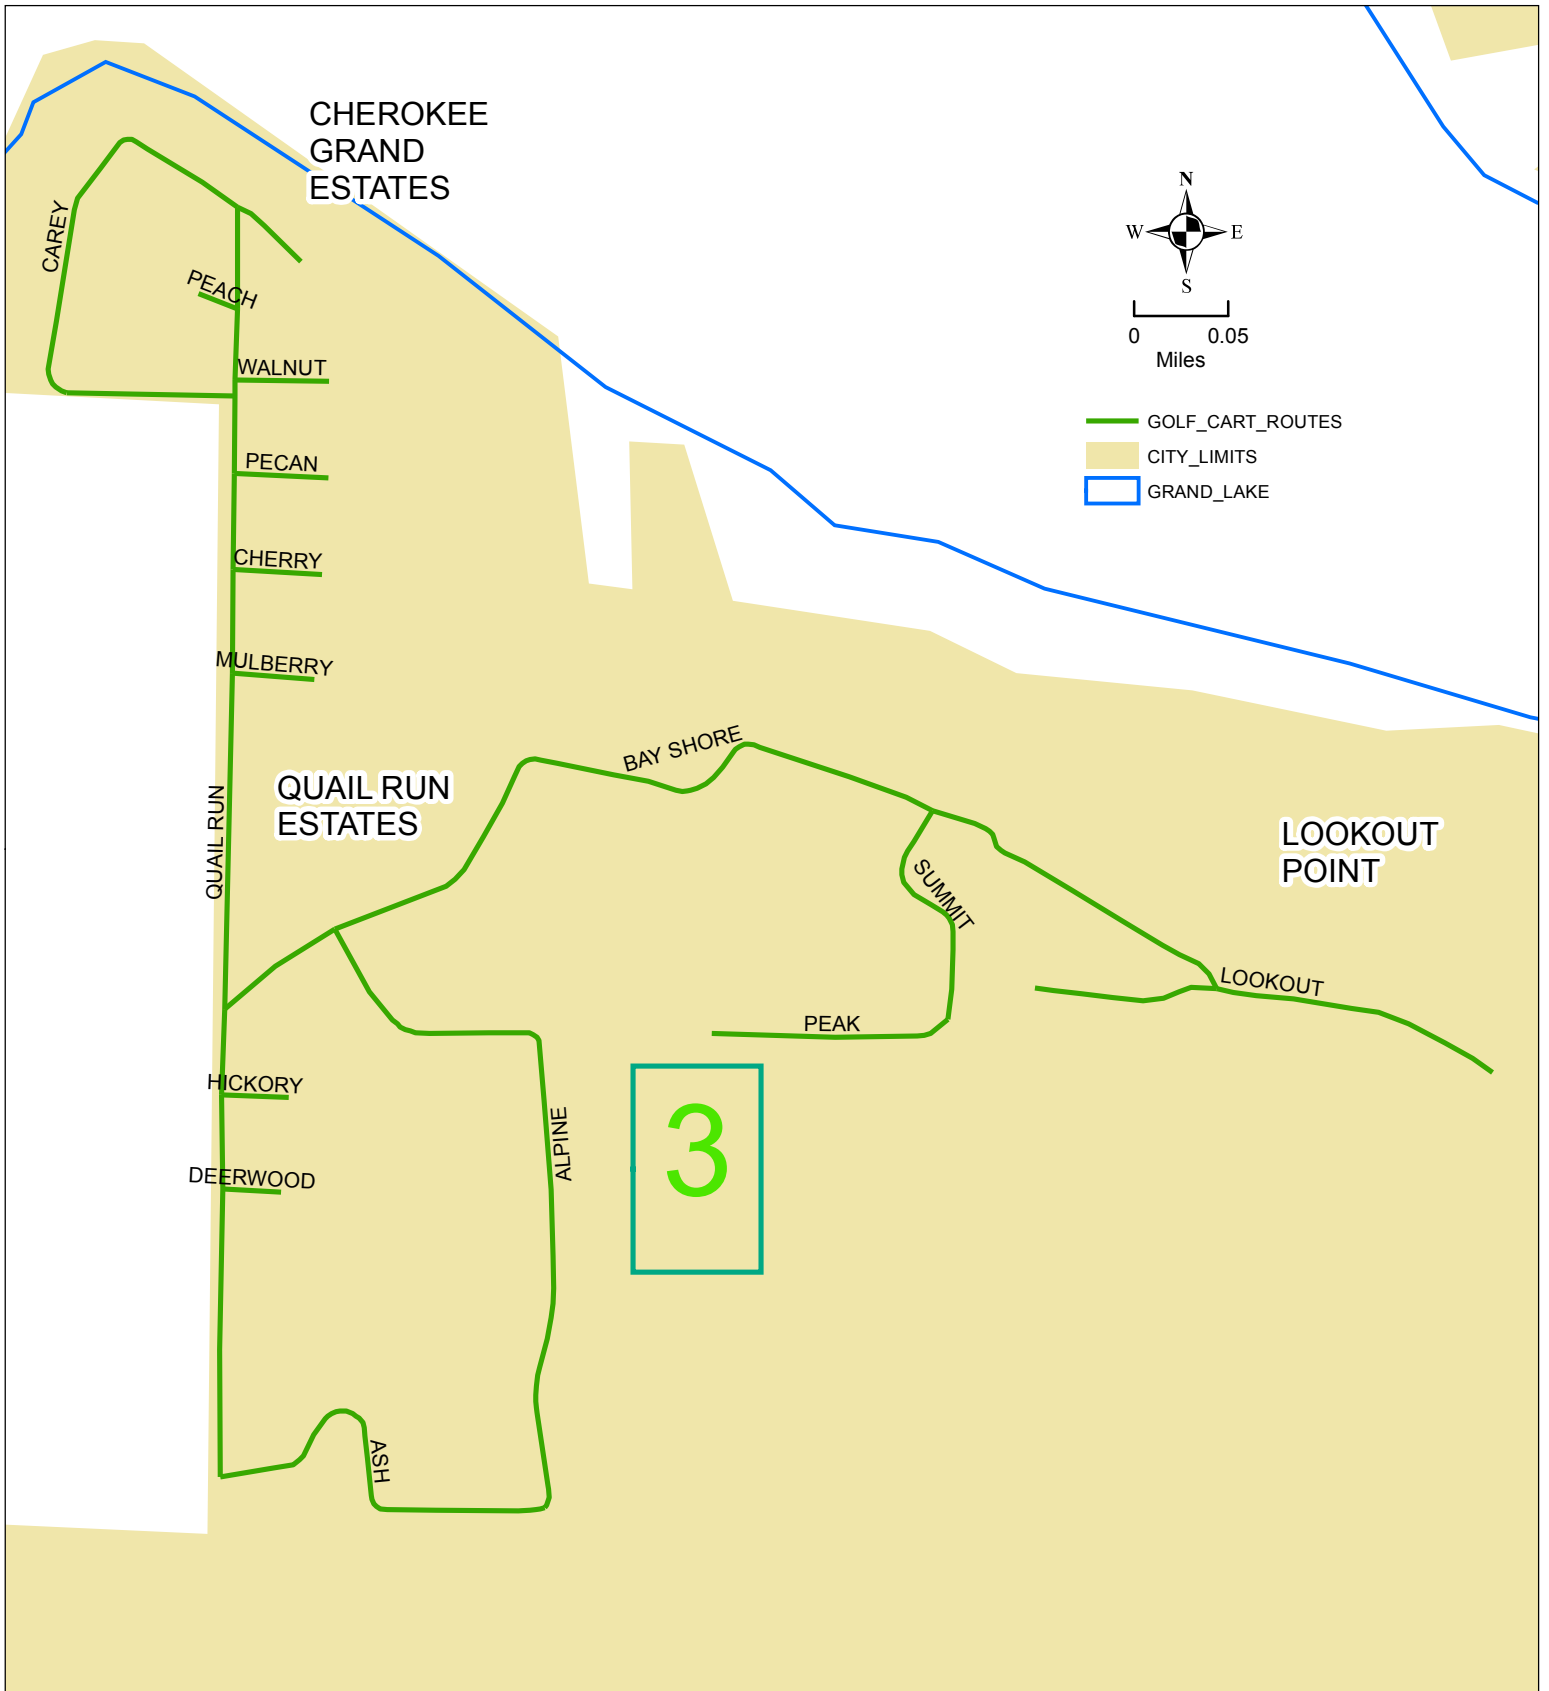 CHEROKEE
GRAND
ESTATES
N
W E
S
0 0.05
Miles
CAREY
PEACH
WALNUT
GOLF_CART_ROUTES
CITY_LIMITS
GRAND_LAKE
PECAN
CHERRY
MULBERRY
BAY SHORE
QUAIL RUN
QUAIL RUN
ESTATES
LOOKOUT
POINT
SUMMIT
LOOKOUT
PEAK
HICKORY
ALPINE
3
DEERWOOD
ASH